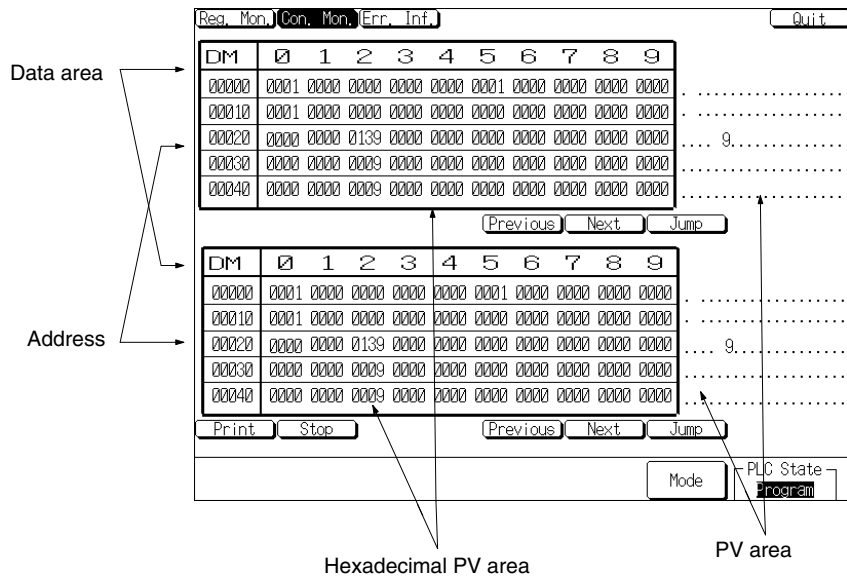 Reg. Mon. Con. Mon. Err. Inf. Quit
DM 0 1 2 3 4 5 6 7 8 9
00000 0001 0000 0000 0000 0000 0001 0000 0000 0000 0000 . ..................
00010 0001 0000 0000 0000 0000 0000 0000 0000 0000 0000 . ..................
00020 0000 0000 0139 0000 0000 0000 0000 0000 0000 0000 .... 9..............
00030 0000 0000 0009 0000 0000 0000 0000 0000 0000 0000 ....................
00040 0000 0000 0009 0000 0000 0000 0000 0000 0000 0000 ....................
Previous Next Jump
DM 0 1 2 3 4 5 6 7 8 9
00000 0001 0000 0000 0000 0000 0001 0000 0000 0000 0000 . ..................
00010 0001 0000 0000 0000 0000 0000 0000 0000 0000 0000 . ..................
00020 0000 0000 0139 0000 0000 0000 0000 0000 0000 0000 .... 9..............
00030 0000 0000 0009 0000 0000 0000 0000 0000 0000 0000 ....................
00040 0000 0000 0009 0000 0000 0000 0000 0000 0000 0000 ....................
Print Stop Previous Next Jump
Mode
PLC State
Program
Data area
Address
Hexadecimal PV area
PV area